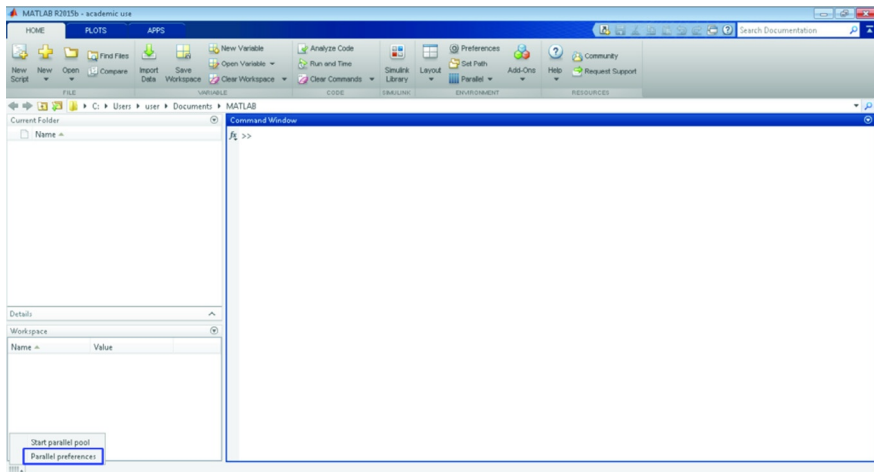 MATLAB R2015b - academic use
HOME PLOTS APPS
Search Documentation
New Script
New
Open
Find Files
Compare
Import Data
Save Workspace
New Variable
Open Variable
Clear Workspace
Analyze Code
Run and Time
Clear Commands
Simulink Library
Layout
Preferences
Set Path
Parallel
Add-Ons
Help
Community
Request Support
FILE VARIABLE CODE SIMULINK ENVIRONMENT RESOURCES
C: Users user Documents MATLAB
Current Folder
Name
Command Window
fx >>
Details
Workspace
Name Value
Start parallel pool
Parallel preferences